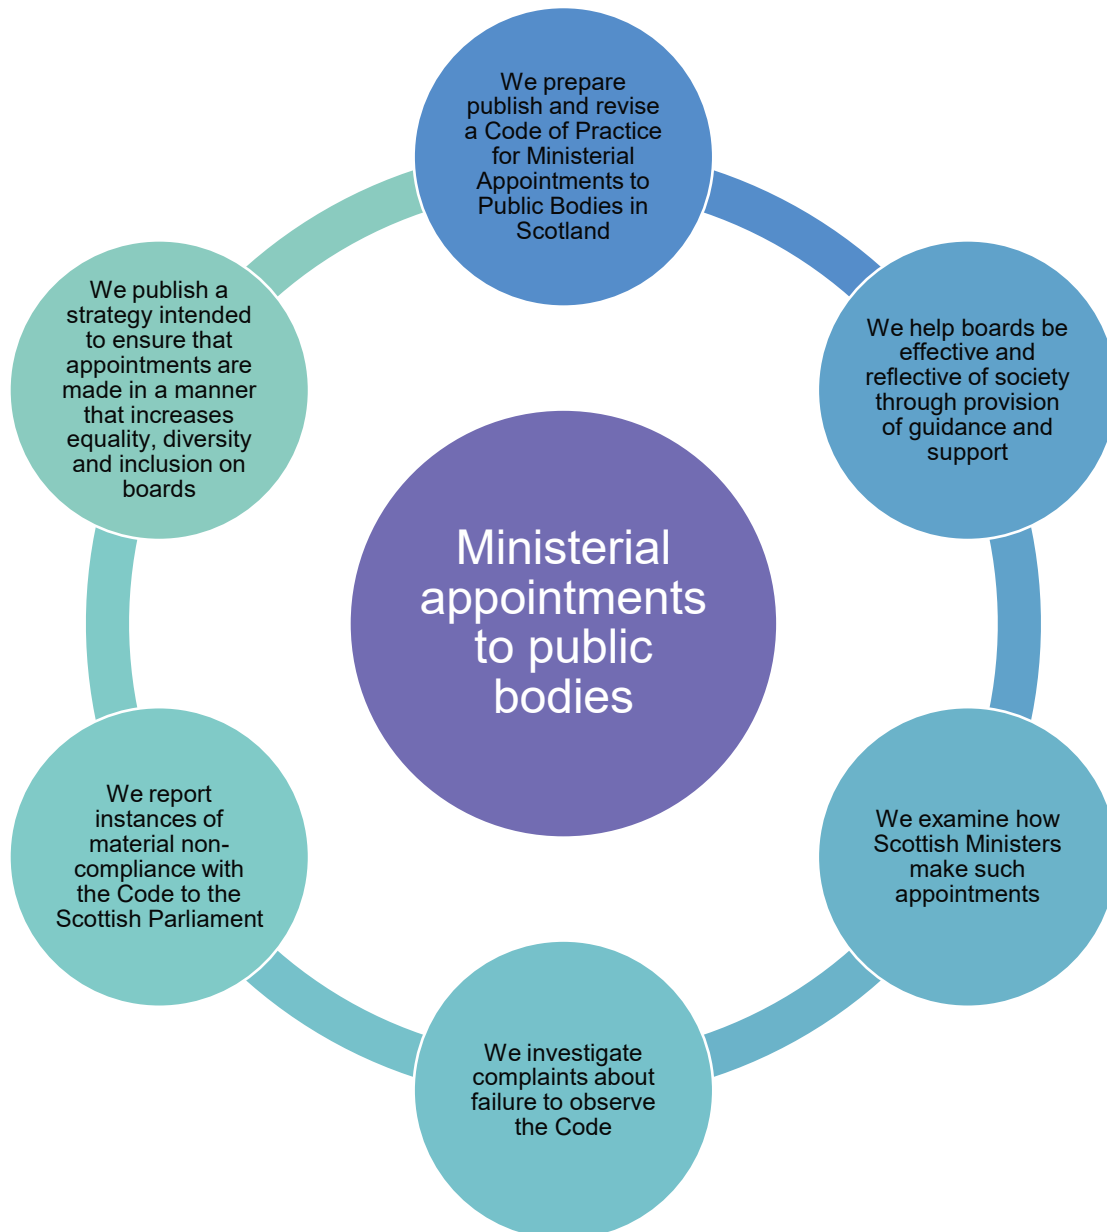 We prepare
publish and revise
a Code of Practice
for Ministerial
Appointments to
Public Bodies in
Scotland
We help boards be
effective and
reflective of society
through provision
of guidance and
support
We examine how
Scottish Ministers
make such
appointments
We investigate
complaints about
failure to observe
the Code
We report
instances of
material non-
compliance with
the Code to the
Scottish Parliament
We publish a
strategy intended
to ensure that
appointments are
made in a manner
that increases
equality, diversity
and inclusion on
boards
Ministerial
appointments
to public
bodies